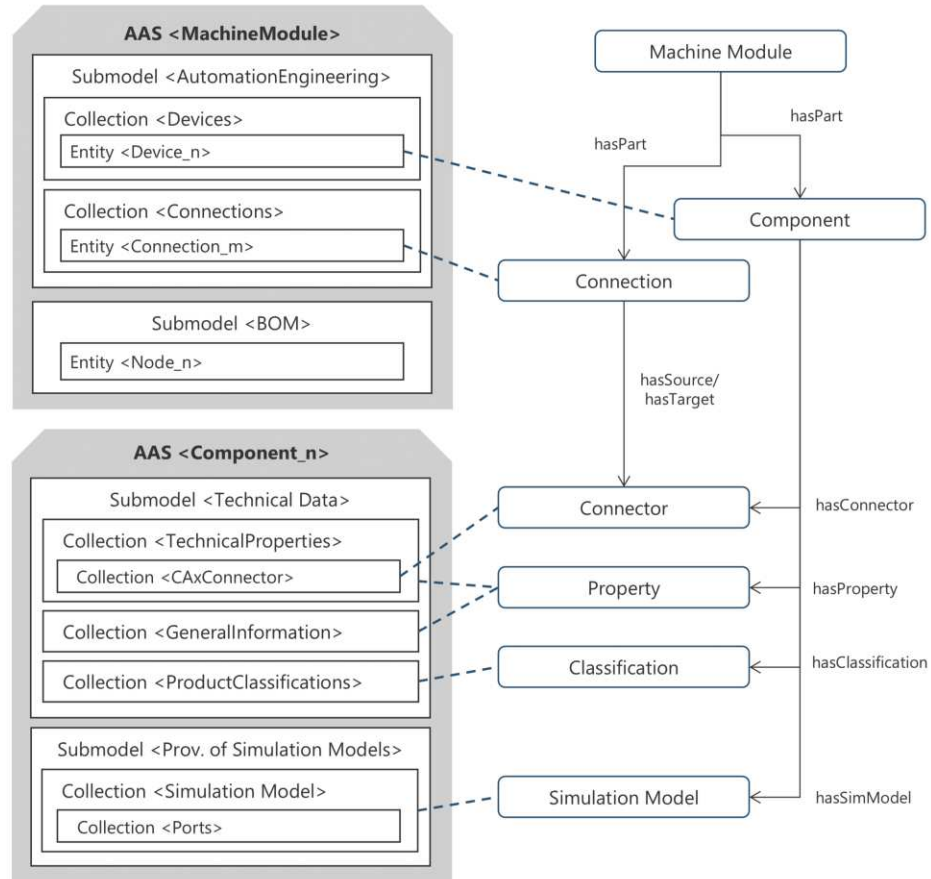 AAS <MachineModule>
Submodel <AutomationEngineering>
Collection <Devices>
Entity <Device_n>
Collection <Connections>
Entity <Connection_m>
Submodel <BOM>
Entity <Node_n>
AAS <Component_n>
Submodel <Technical Data>
Collection <TechnicalProperties>
Collection <CAxConnector>
Collection <GeneralInformation>
Collection <ProductClassifications>
Submodel <Prov. of Simulation Models>
Collection <Simulation Model>
Collection <Ports>
Machine Module
hasPart
hasPart
Component
Connection
hasSource/
hasTarget
Connector
hasConnector
Property
hasProperty
Classification
hasClassification
Simulation Model
hasSimModel